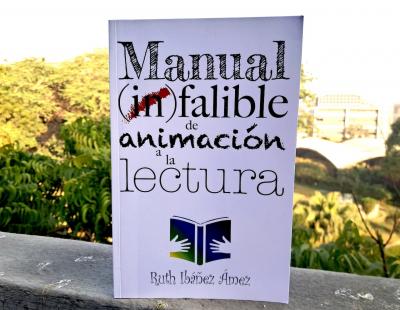 Manual
(in)falible
de
animación
a la
lectura
Ruth Ibáñez Ámez